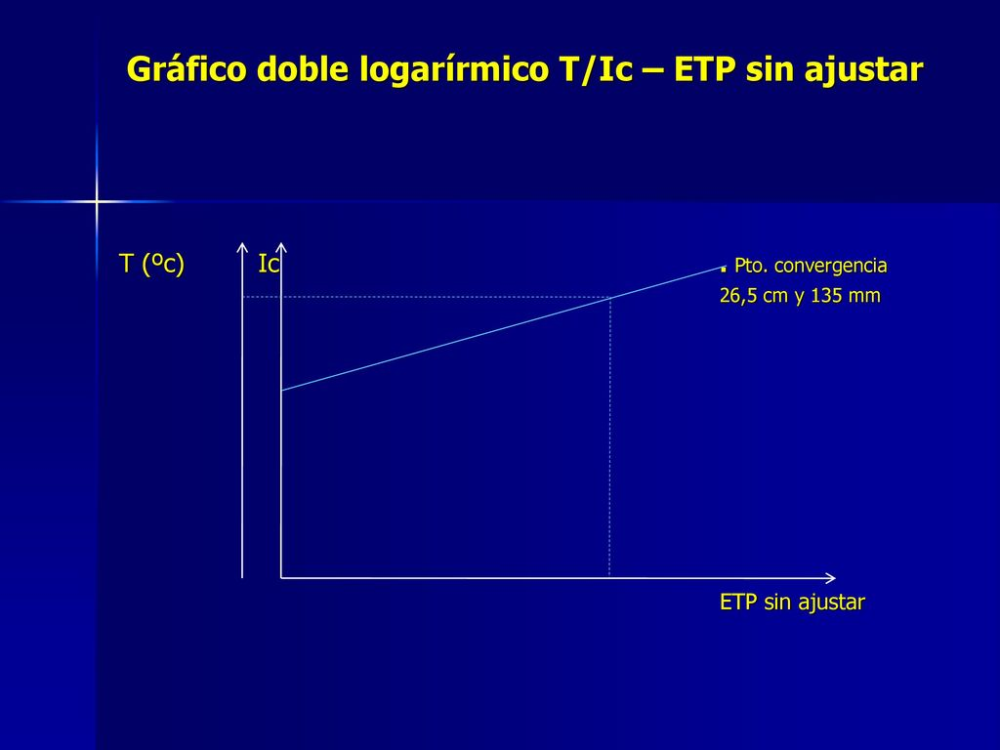 Gráfico doble logarírmico T/Ic – ETP sin ajustar
T (ºc) Ic
. Pto. convergencia
26,5 cm y 135 mm
ETP sin ajustar